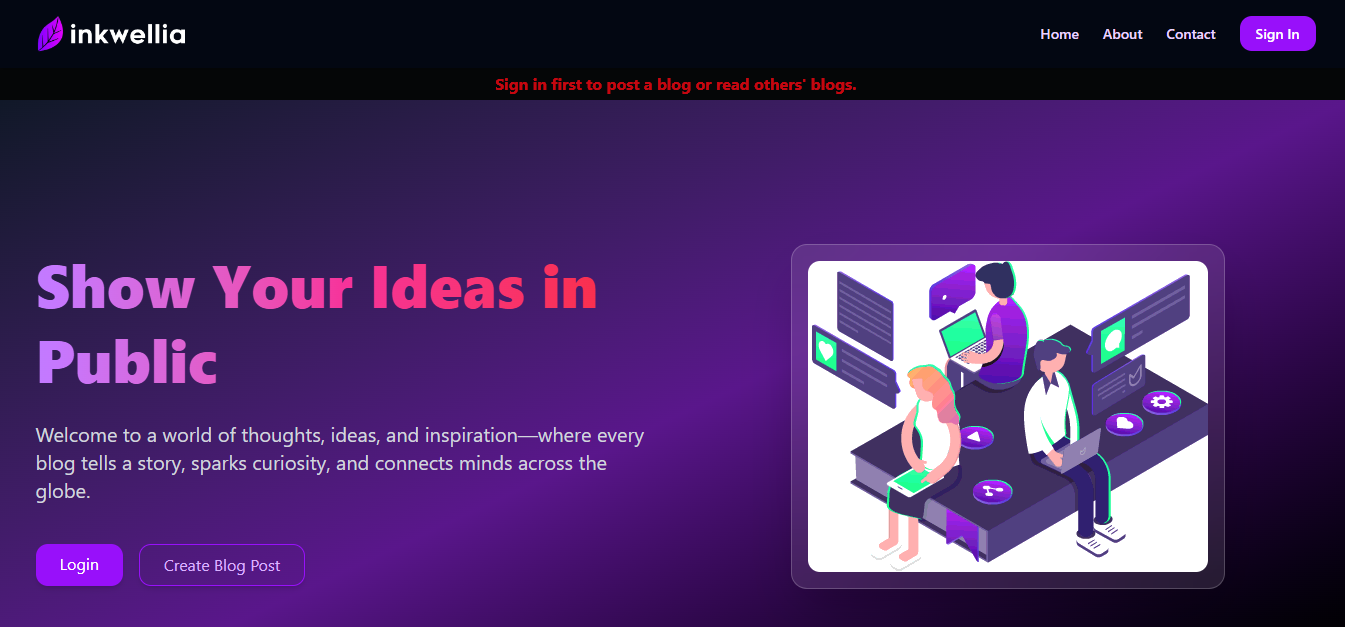 inkwellia
Home
About
Contact
Sign In
Sign in first to post a blog or read others' blogs.
Show Your Ideas in
Public
Welcome to a world of thoughts, ideas, and inspiration—where every
blog tells a story, sparks curiosity, and connects minds across the
globe.
Login
Create Blog Post